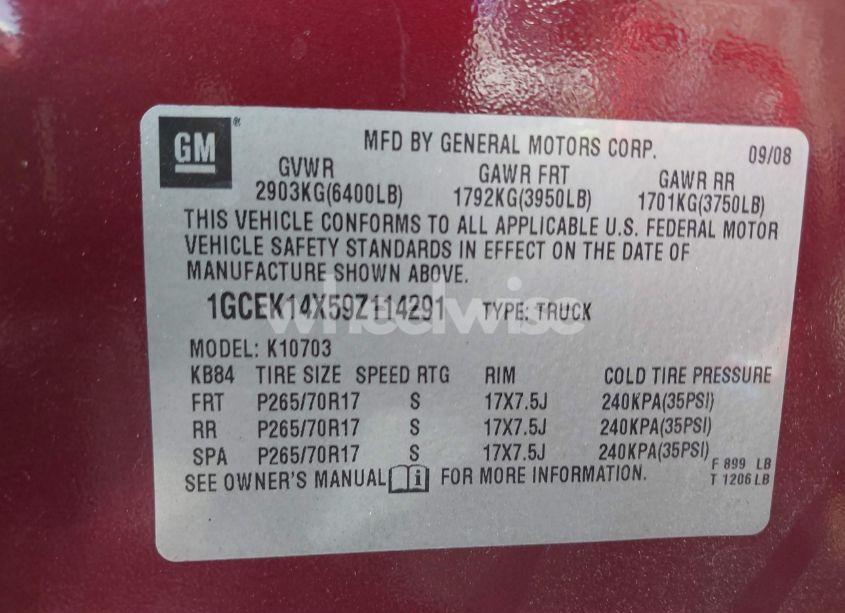 GM® MFD BY GENERAL MOTORS CORP. 09/08
GVWR GAWR FRT GAWR RR
2903KG(6400LB) 1792KG(3950LB) 1701KG(3750LB)
THIS VEHICLE CONFORMS TO ALL APPLICABLE U.S. FEDERAL MOTOR
VEHICLE SAFETY STANDARDS IN EFFECT ON THE DATE OF
MANUFACTURE SHOWN ABOVE.
1GCEK14X59Z114291 TYPE: TRUCK
wheelwise
MODEL: K10703
KB84 TIRE SIZE SPEED RTG RIM COLD TIRE PRESSURE
FRT P265/70R17 S 17X7.5J 240KPA(35PSI)
RR P265/70R17 S 17X7.5J 240KPA(35PSI)
SPA P265/70R17 S 17X7.5J 240KPA(35PSI)
F 899 LB
SEE OWNER'S MANUAL i FOR MORE INFORMATION. T 1206 LB